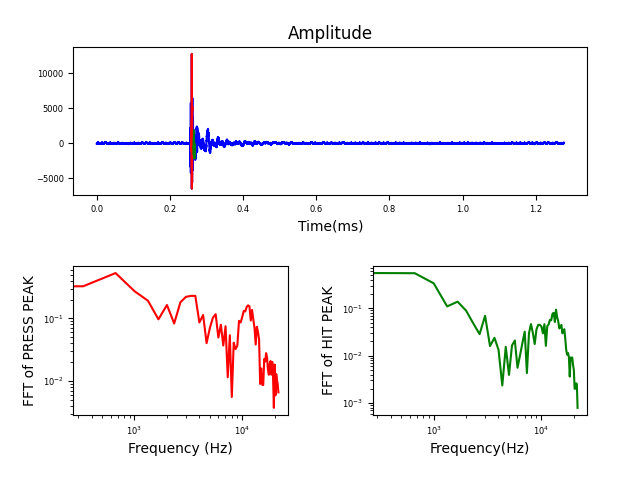 Amplitude
10000
5000
0
−5000
0.0 0.2 0.4 0.6 0.8 1.0 1.2
Time(ms)
FFT of PRESS PEAK
10⁻¹
10⁻²
10³ 10⁴
Frequency (Hz)
FFT of HIT PEAK
10⁻¹
10⁻²
10⁻³
10³ 10⁴
Frequency(Hz)